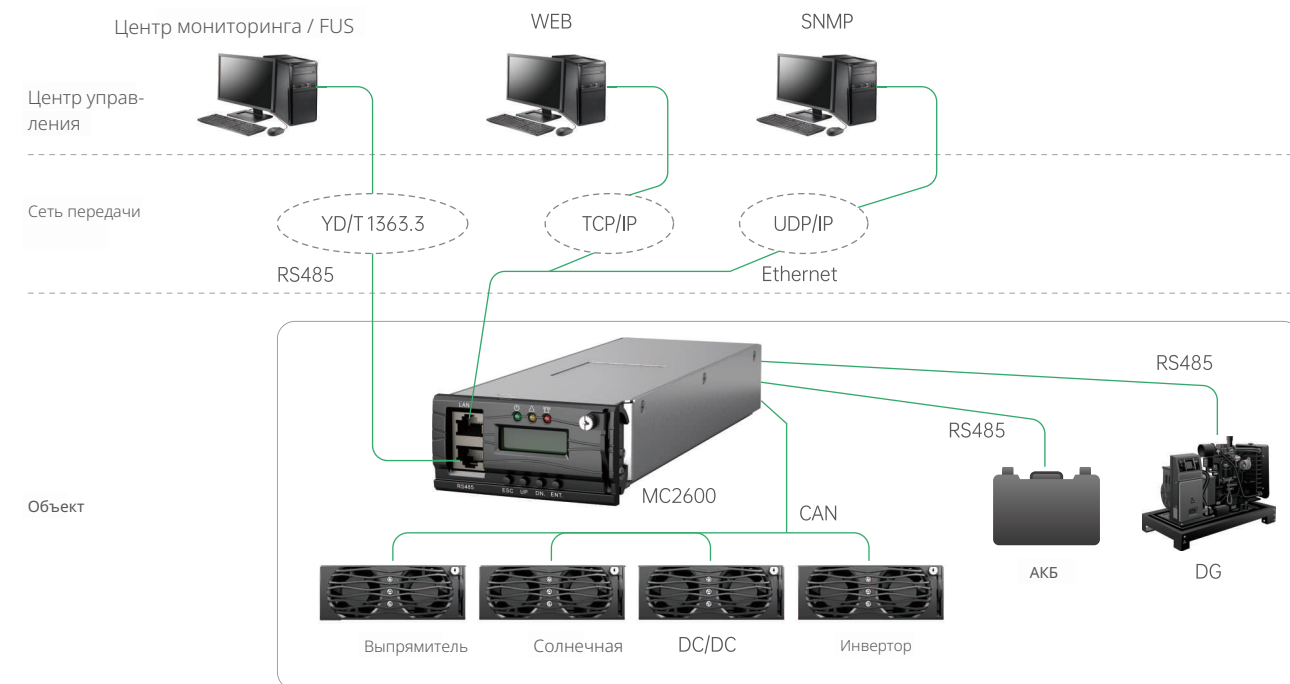 Центр мониторинга / FUS
WEB
SNMP
Центр управ-
ления
Сеть передачи
YD/T 1363.3
TCP/IP
UDP/IP
RS485
Ethernet
RS485
RS485
LAN
RS485
ESC UP DN. ENT.
MC2600
CAN
Объект
АКБ
DG
Выпрямитель
Солнечная
DC/DC
Инвертор